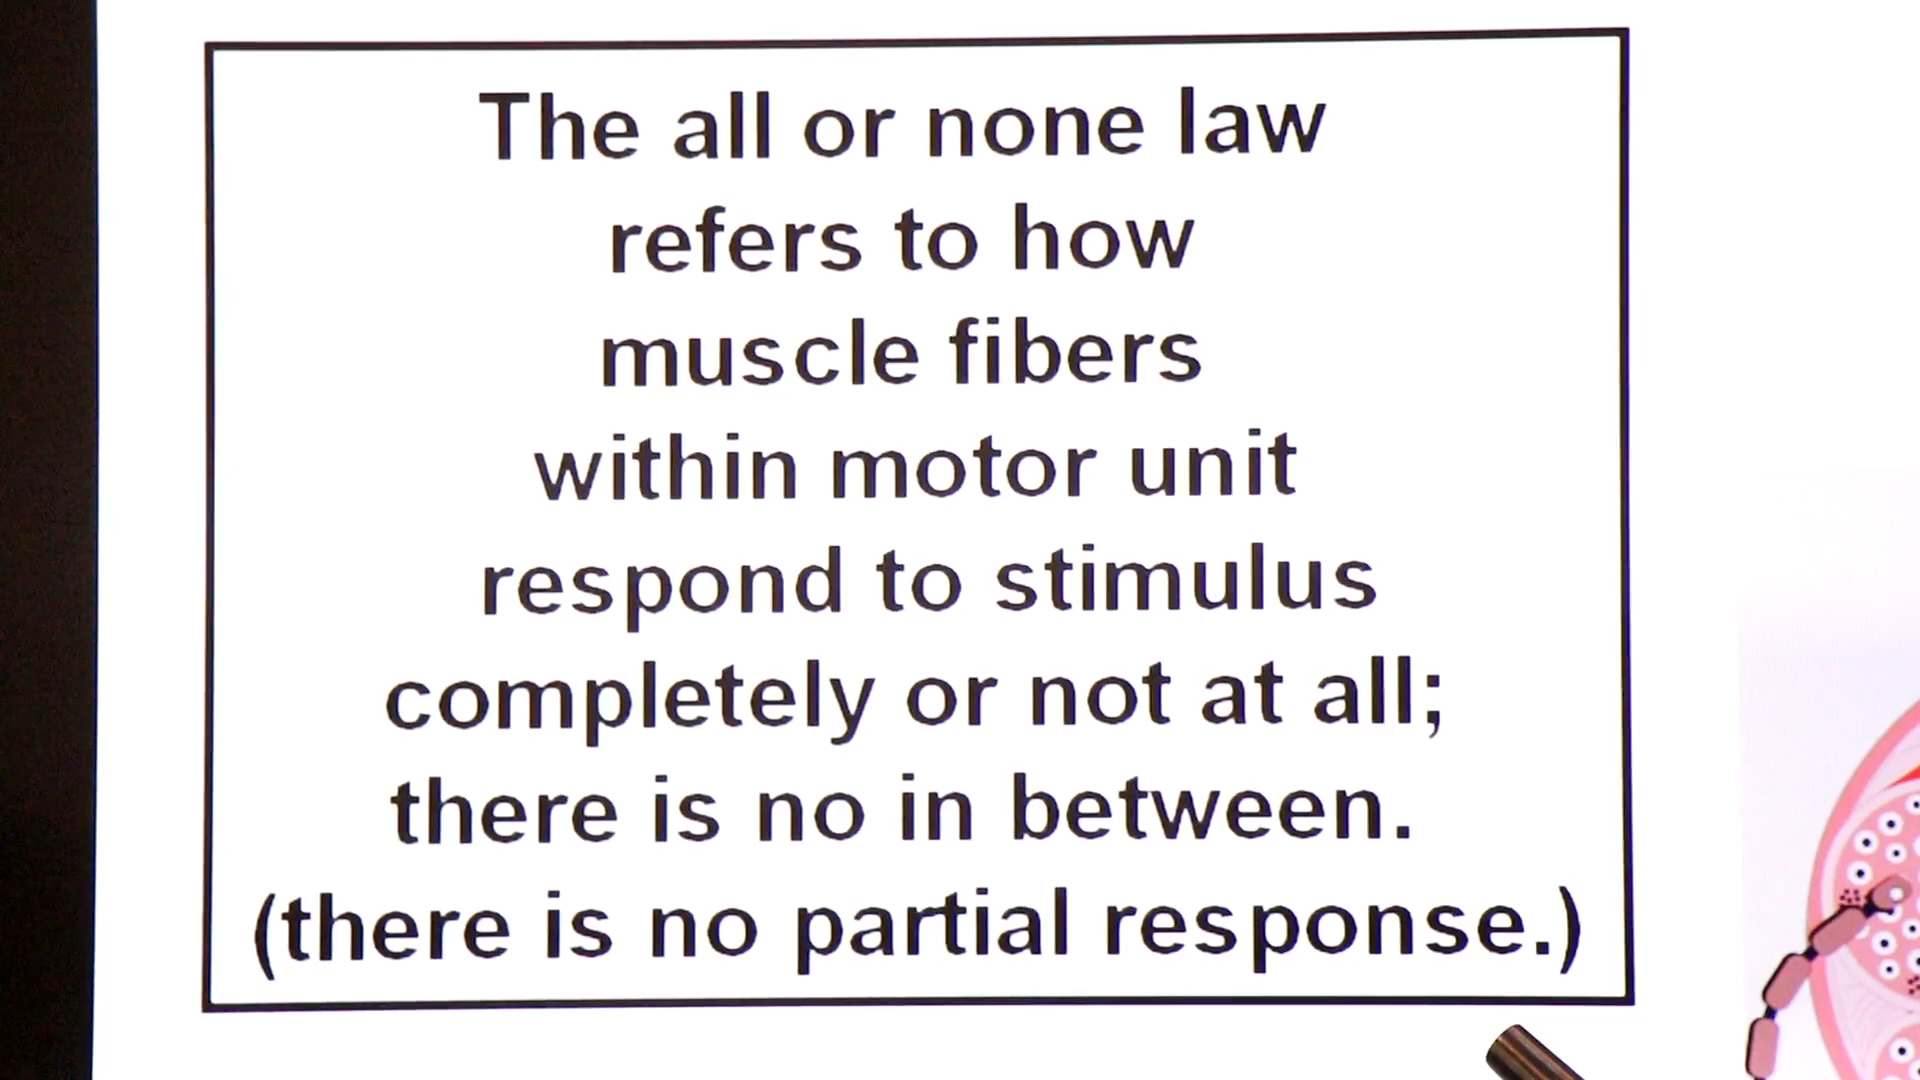 The all or none law
refers to how
muscle fibers
within motor unit
respond to stimulus
completely or not at all;
there is no in between.
(there is no partial response.)